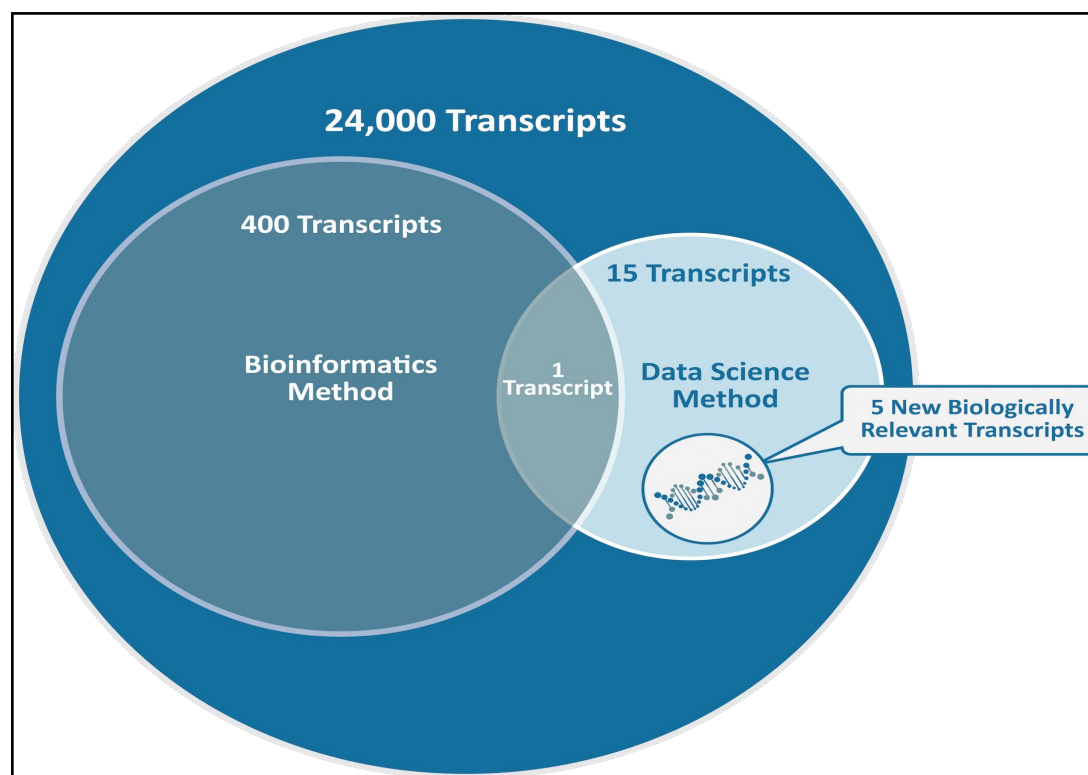 24,000 Transcripts
400 Transcripts
15 Transcripts
Bioinformatics
Method
1
Transcript
Data Science
Method
5 New Biologically
Relevant Transcripts